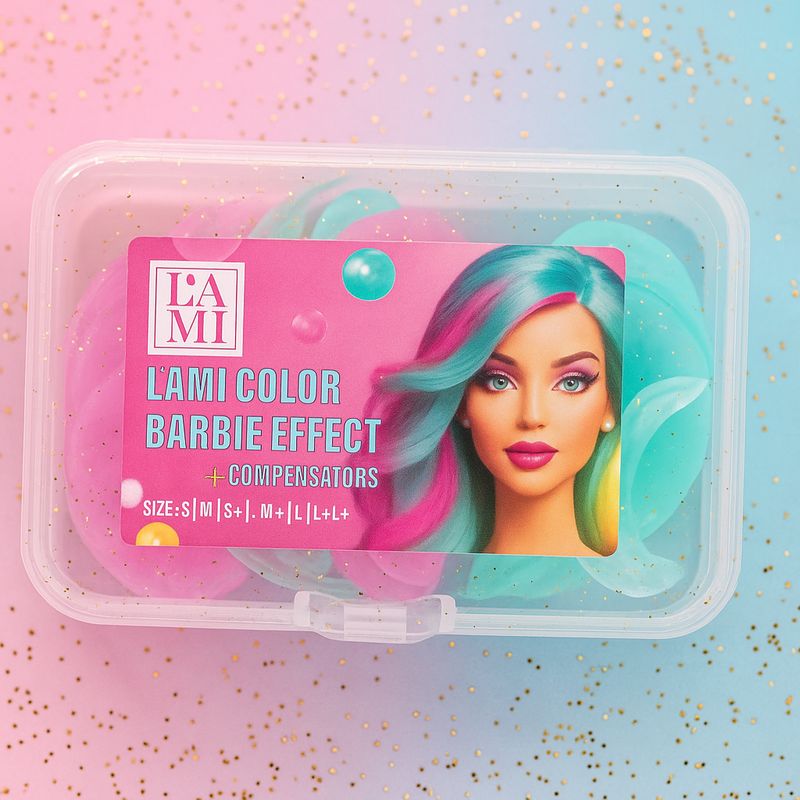 L'A
MI
L'AMI COLOR
BARBIE EFFECT
+COMPENSATORS
SIZE:S|M|S+|. M+|L|L+L+